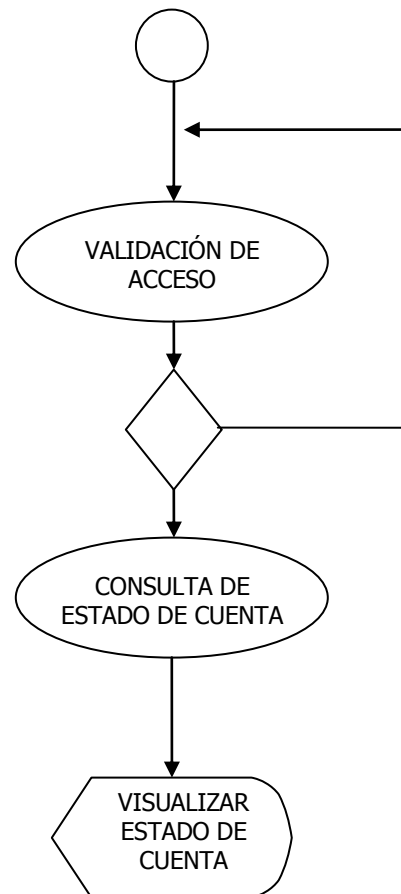 VALIDACIÓN DE
ACCESO
CONSULTA DE
ESTADO DE CUENTA
VISUALIZAR
ESTADO DE
CUENTA